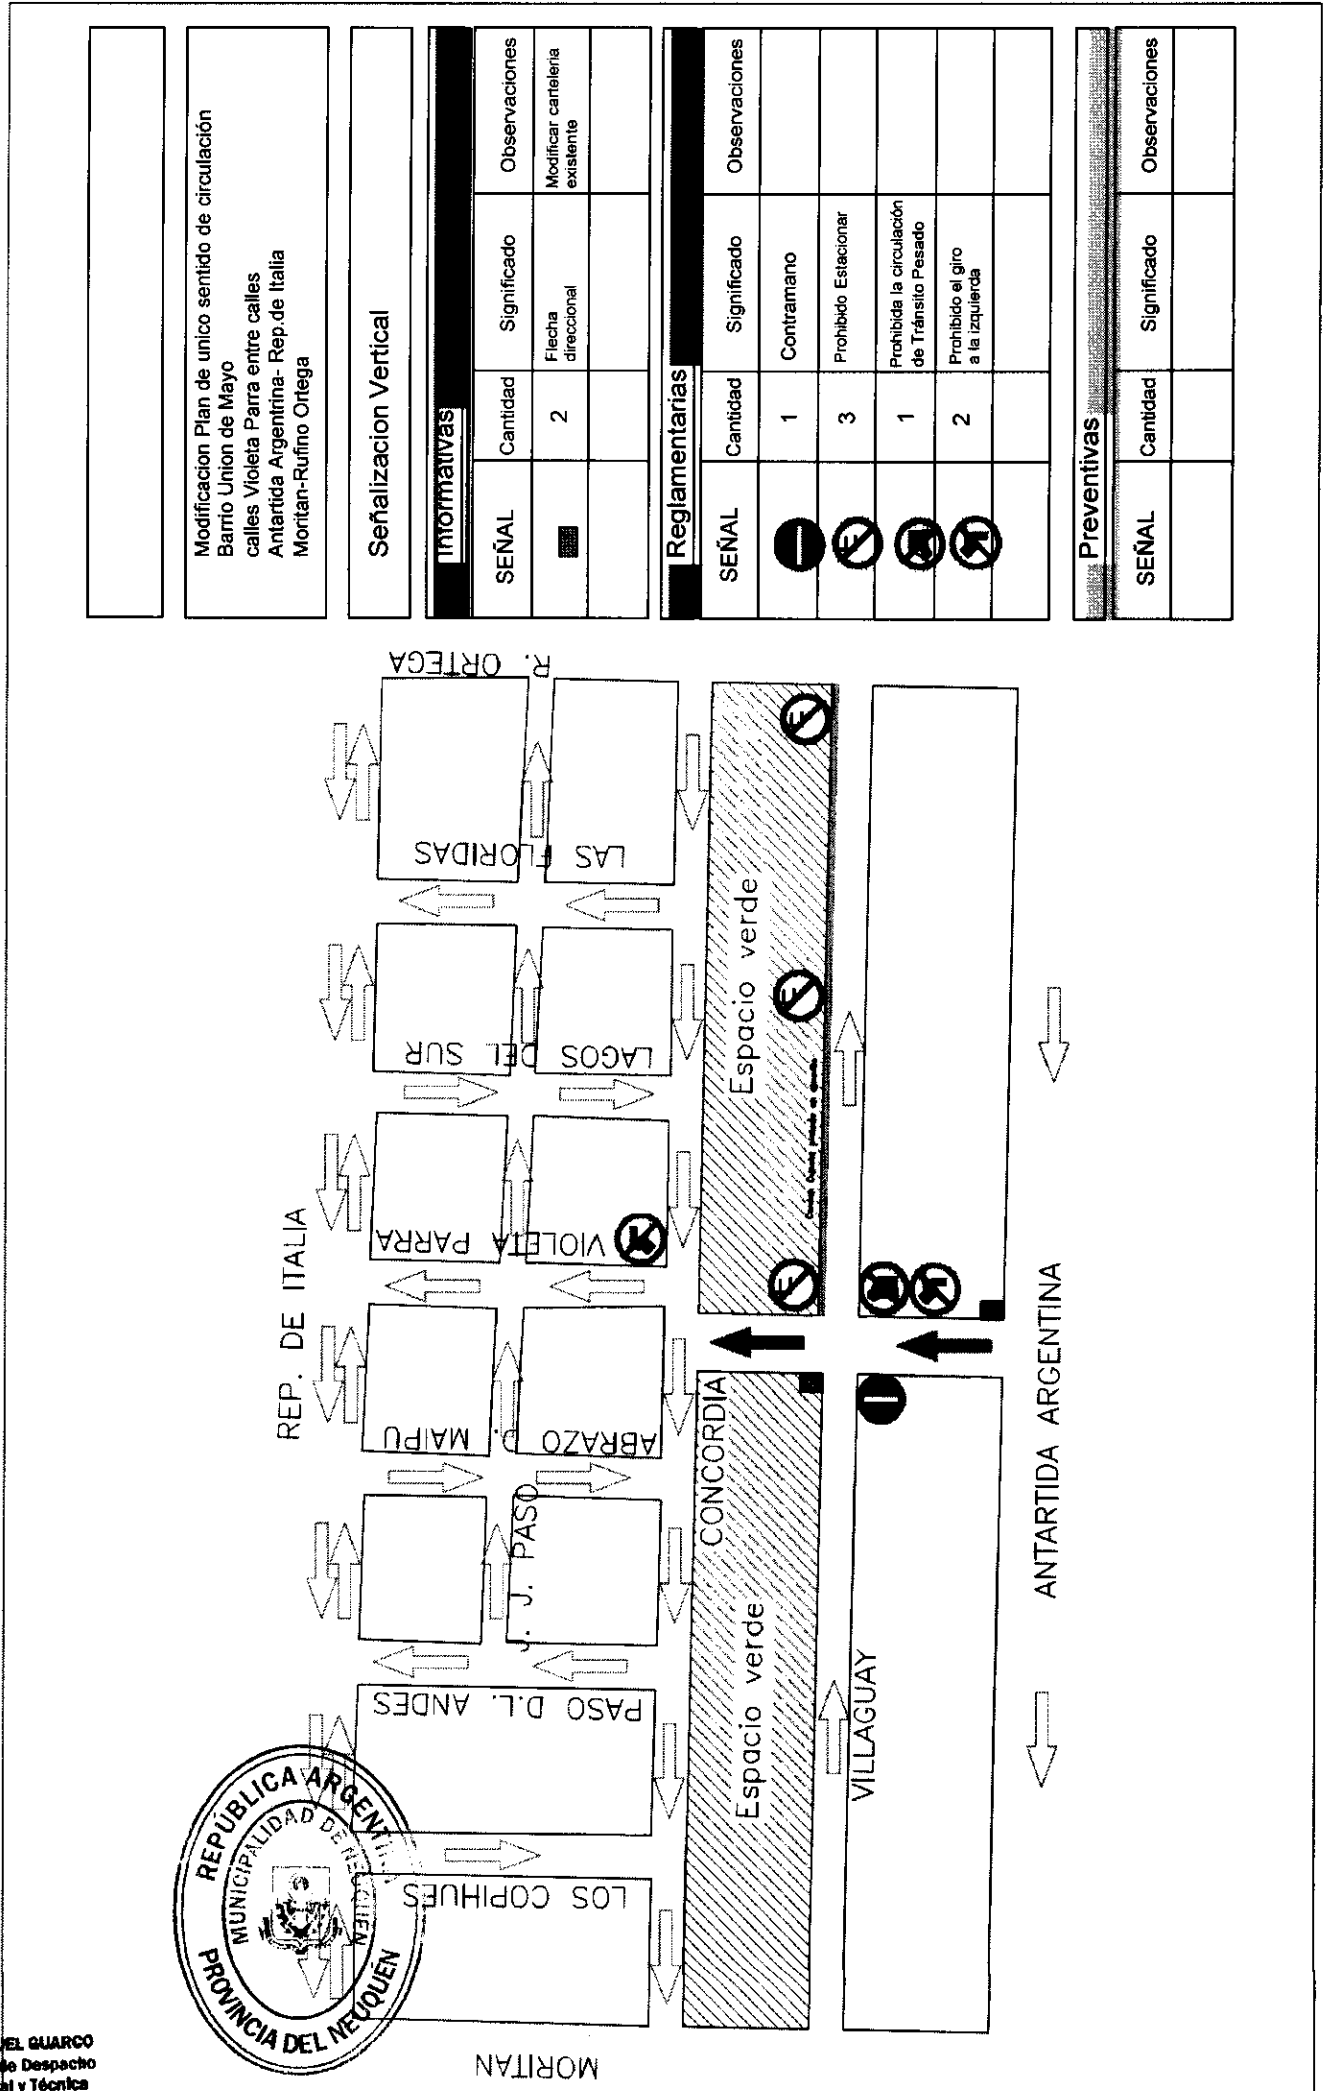 Modificacion Plan de unico sentido de circulación
Barrio Union de Mayo
calles Violeta Parra entre calles
Antartida Argentrina- Rep.de Italia
Moritan-Rufino Ortega
Señalizacion Vertical
Informativas
SEÑAL Cantidad Significado Observaciones
2 Flecha direccional Modificar carteleria existente
Reglamentarias
SEÑAL Cantidad Significado Observaciones
1 Contramano
E 3 Prohibido Estacionar
1 Prohibida la circulación de Tránsito Pesado
2 Prohibido el giro a la izquierda
Preventivas
SEÑAL Cantidad Significado Observaciones
REP. DE ITALIA
R. ORTEGA
LAS FLORIDAS
LAGOS DEL SUR
VIOLETA PARRA
ABRAZO D. MAIPU
J. J. PASO
PASO D.L. ANDES
LOS COPIHUES
MORITAN
CONCORDIA
Espacio verde
Espacio verde
E
E
E
VILLAGUAY
ANTARTIDA ARGENTINA
REPÚBLICA ARGENTINA
MUNICIPALIDAD DE NEUQUÉN
PROVINCIA DEL NEUQUÉN
EL GUARCO
de Despacho
al y Técnica